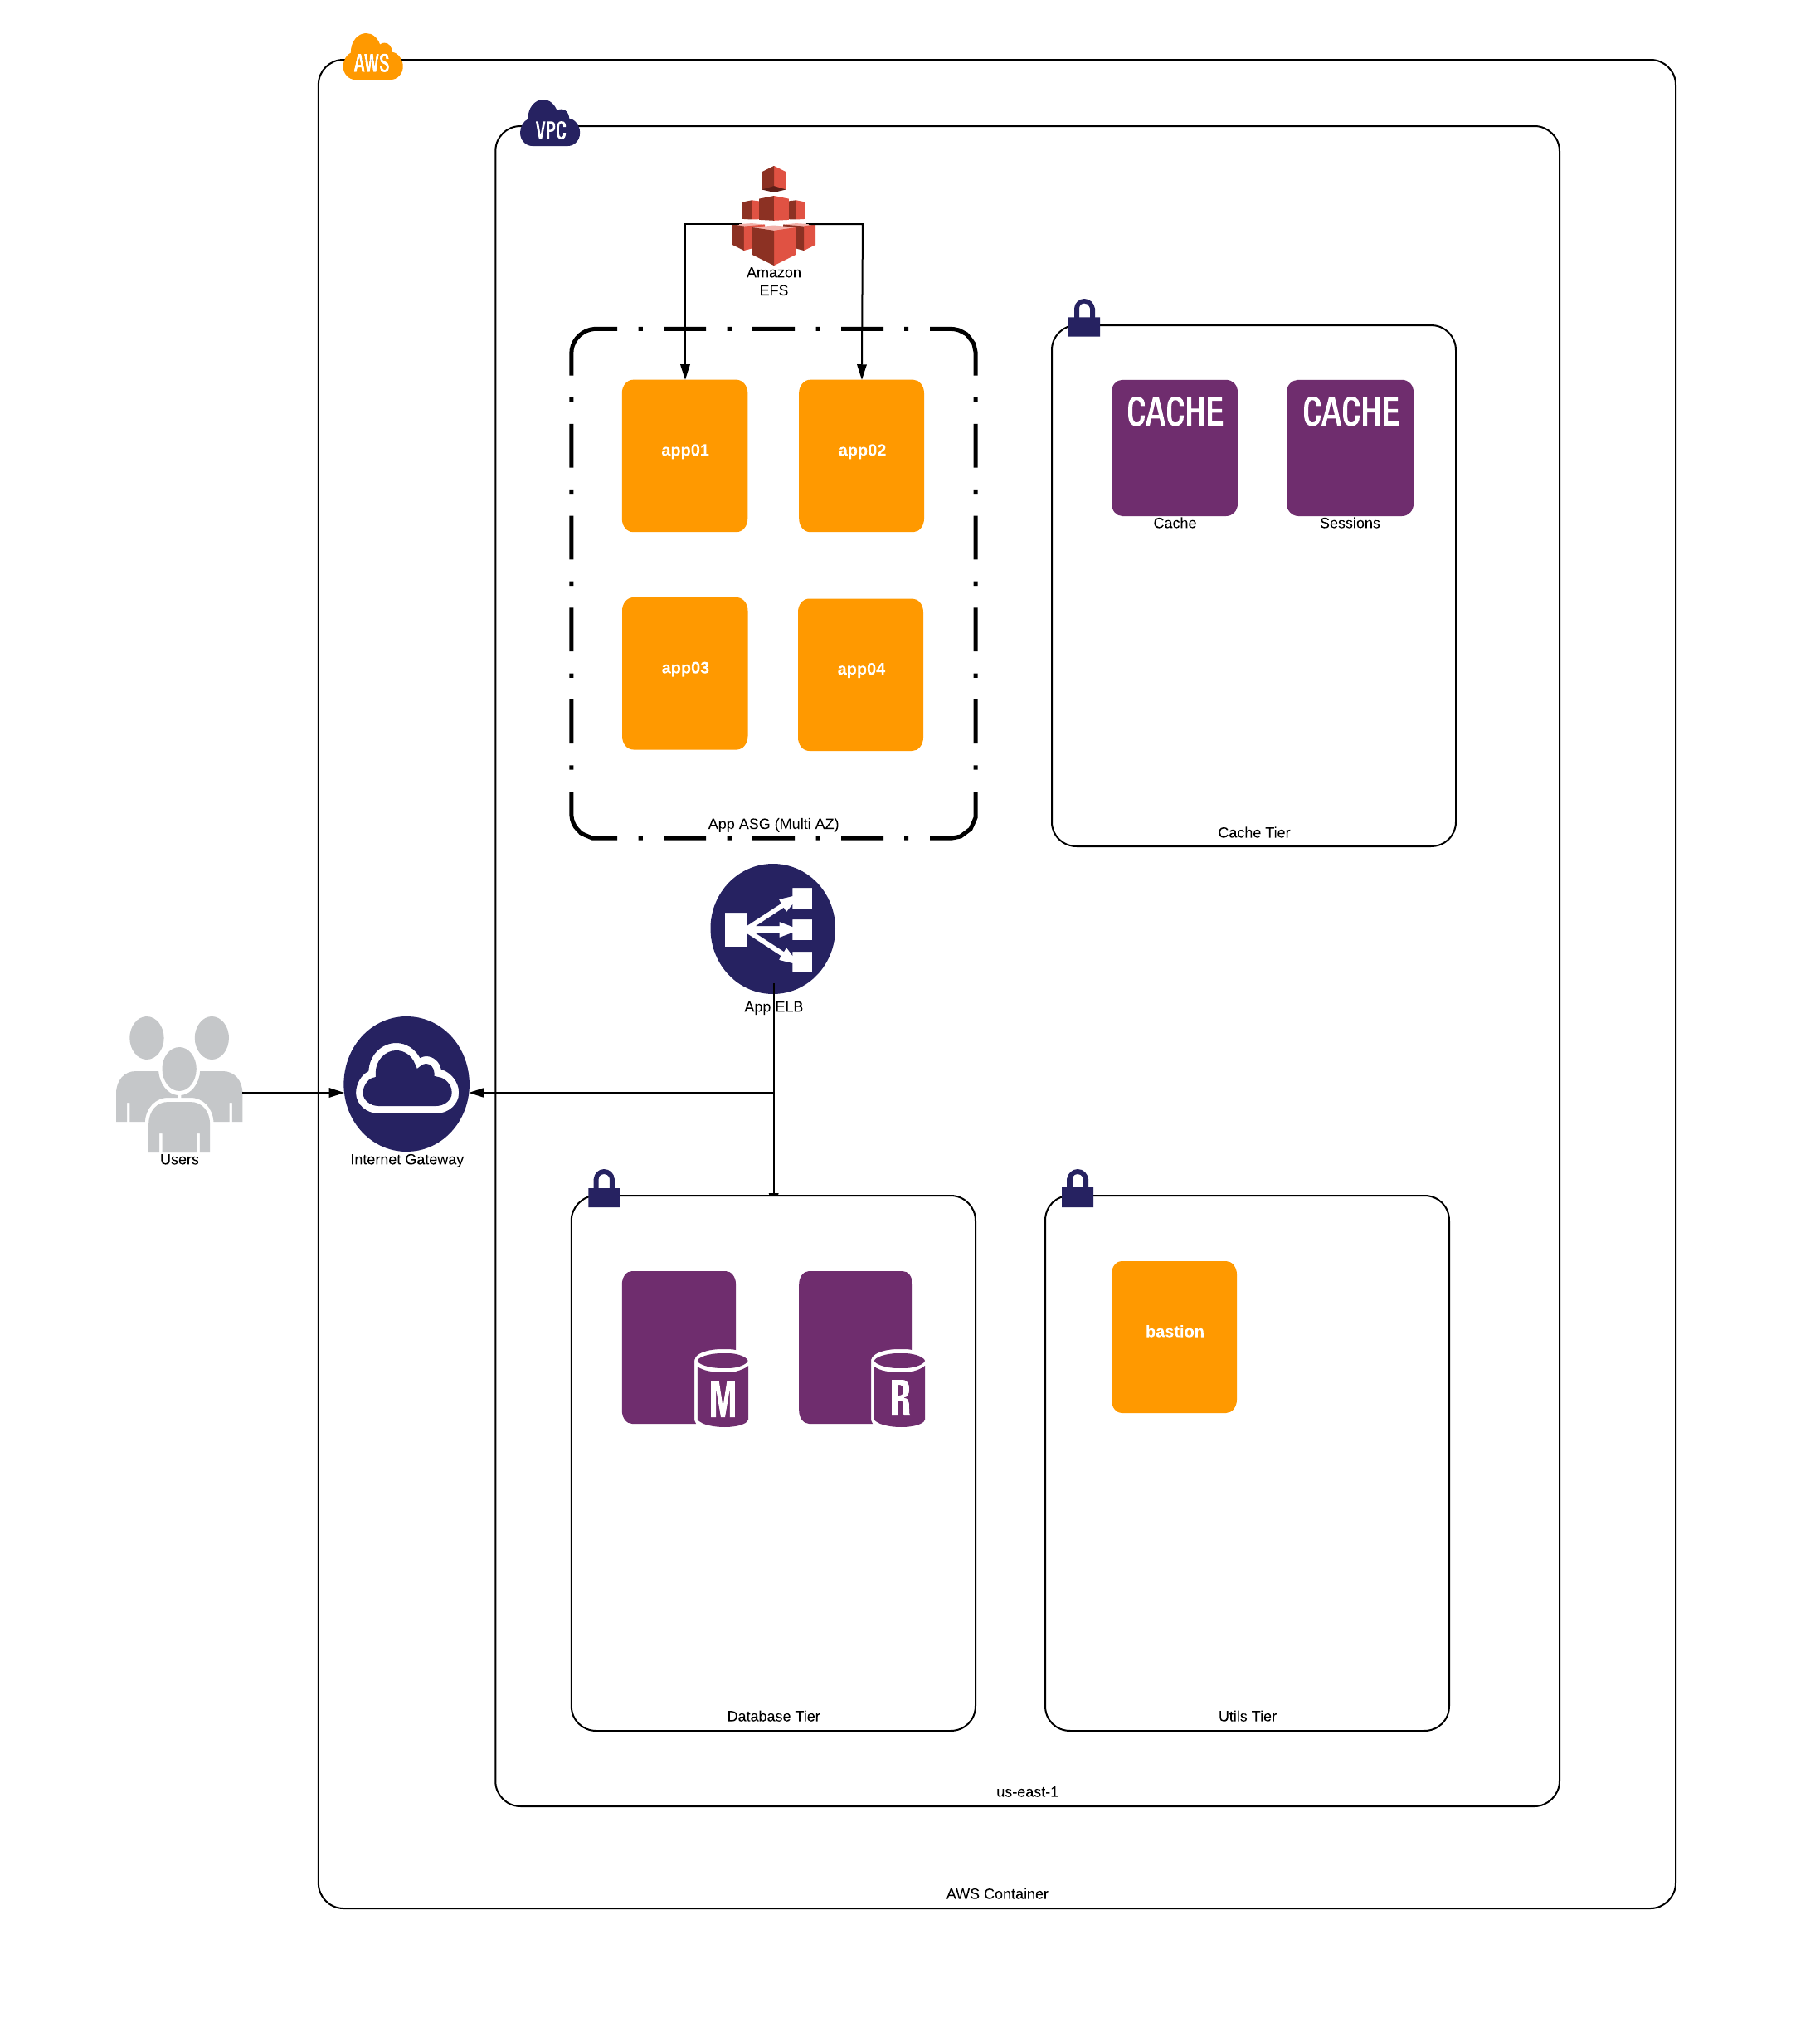 AWS
VPC
Amazon
EFS
app01
app02
CACHE
CACHE
Cache
Sessions
app03
app04
App ASG (Multi AZ)
Cache Tier
App ELB
Users
Internet Gateway
M
R
bastion
Database Tier
Utils Tier
us-east-1
AWS Container